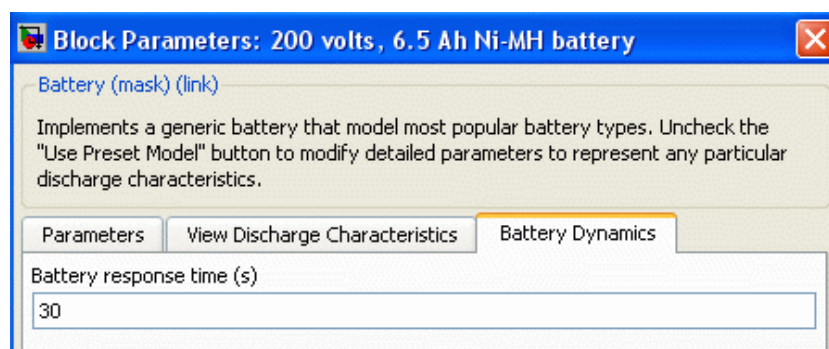 Block Parameters: 200 volts, 6.5 Ah Ni-MH battery
Battery (mask) (link)
Implements a generic battery that model most popular battery types. Uncheck the
"Use Preset Model" button to modify detailed parameters to represent any particular
discharge characteristics.
Parameters View Discharge Characteristics Battery Dynamics
Battery response time (s)
30